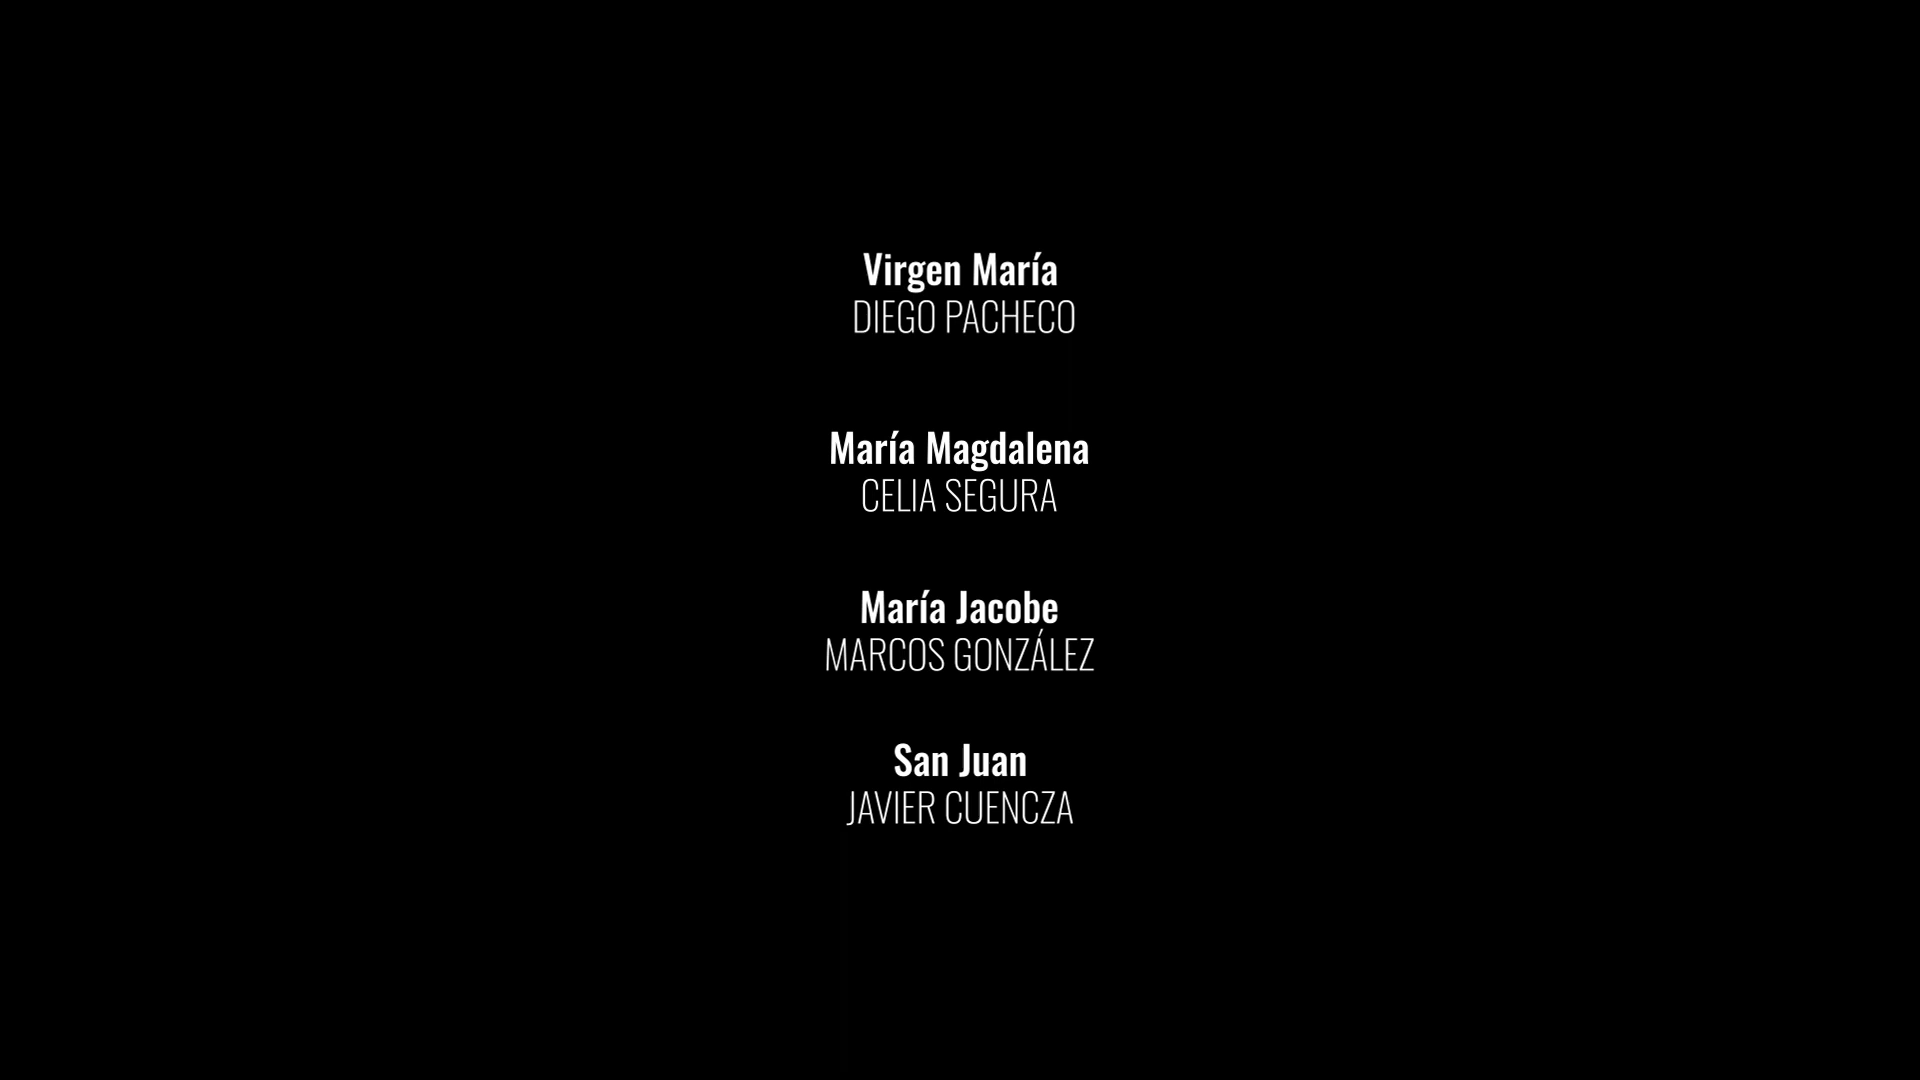 Virgen María
DIEGO PACHECO
María Magdalena
CELIA SEGURA
María Jacobe
MARCOS GONZÁLEZ
San Juan
JAVIER CUENCZA